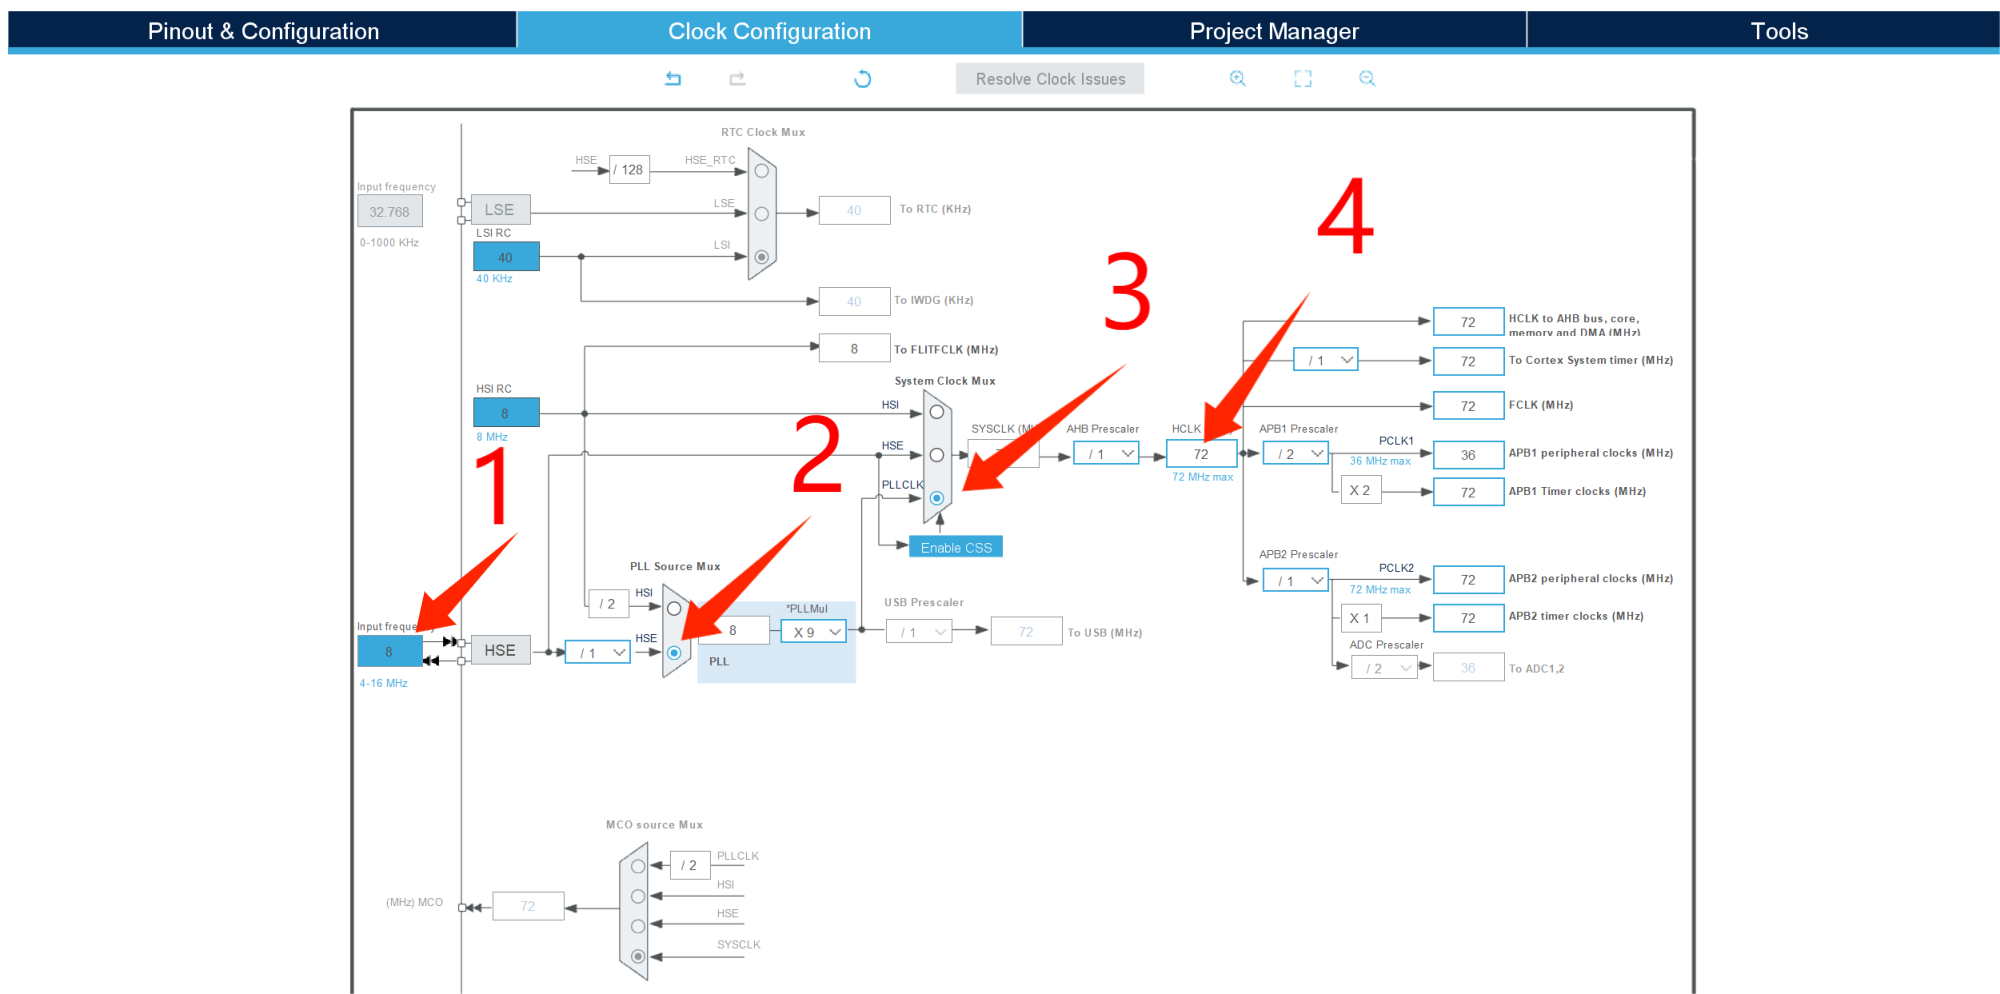 Pinout & Configuration
Clock Configuration
Project Manager
Tools
Resolve Clock Issues
RTC Clock Mux
HSE
/ 128
HSE_RTC
Input frequency
32.768
0-1000 KHz
LSE
LSE
40
To RTC (KHz)
LSI RC
40
40 KHz
LSI
40
To IWDG (KHz)
8
To FLITFCLK (MHz)
System Clock Mux
HSI RC
8
8 MHz
HSI
HSE
PLLCLK
SYSCLK
AHB Prescaler
/ 1
HCLK
72
72 MHz max
Enable CSS
72
HCLK to AHB bus, core,
memory and DMA (MHz)
/ 1
72
To Cortex System timer (MHz)
72
FCLK (MHz)
APB1 Prescaler
/ 2
PCLK1
36 MHz max
36
APB1 peripheral clocks (MHz)
X 2
72
APB1 Timer clocks (MHz)
APB2 Prescaler
/ 1
PCLK2
72 MHz max
72
APB2 peripheral clocks (MHz)
X 1
72
APB2 timer clocks (MHz)
ADC Prescaler
/ 2
36
To ADC1,2
PLL Source Mux
/ 2
HSI
Input
8
4-16 MHz
HSE
/ 1
HSE
8
*PLLMul
X 9
PLL
USB Prescaler
/ 1
72
To USB (MHz)
MCO source Mux
/ 2
PLLCLK
HSI
HSE
SYSCLK
(MHz) MCO
72
1
2
3
4